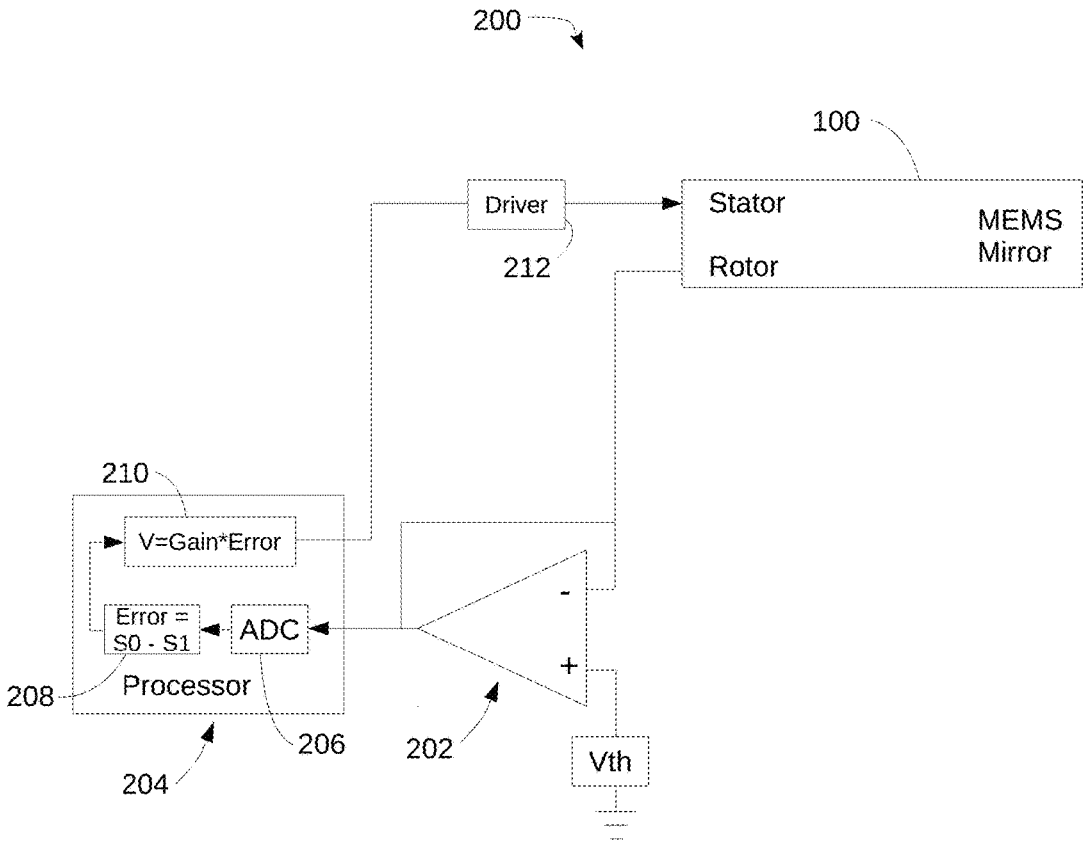 200
100
Driver
212
Stator
Rotor
MEMS
Mirror
210
V=Gain*Error
Error =
S0 - S1
ADC
Processor
208
206
204
-
+
202
Vth